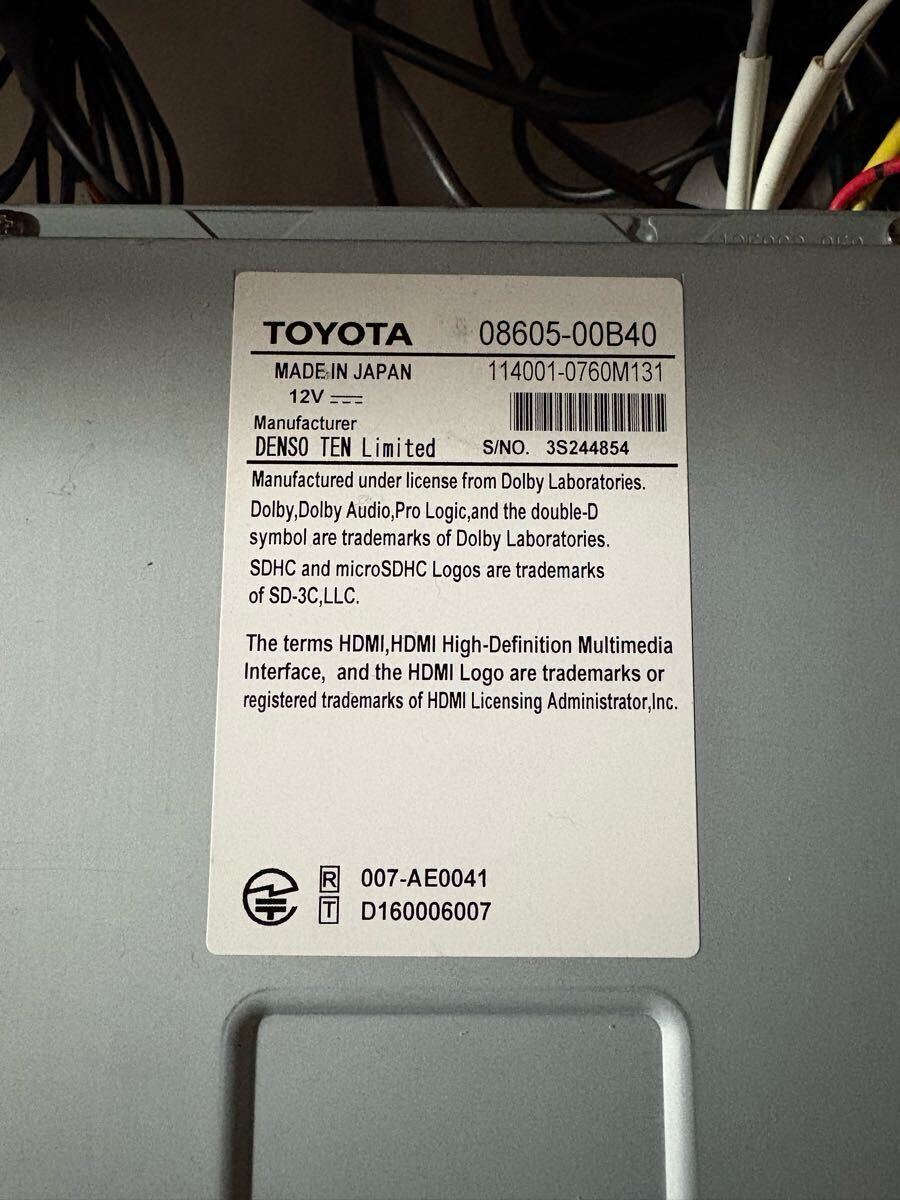 TOYOTA 08605-00B40
MADE IN JAPAN 114001-0760M131
12V
Manufacturer
DENSO TEN Limited S/NO. 3S244854
Manufactured under license from Dolby Laboratories.
Dolby,Dolby Audio,Pro Logic,and the double-D
symbol are trademarks of Dolby Laboratories.
SDHC and microSDHC Logos are trademarks
of SD-3C,LLC.
The terms HDMI,HDMI High-Definition Multimedia
Interface, and the HDMI Logo are trademarks or
registered trademarks of HDMI Licensing Administrator,Inc.
R 007-AE0041
T D160006007